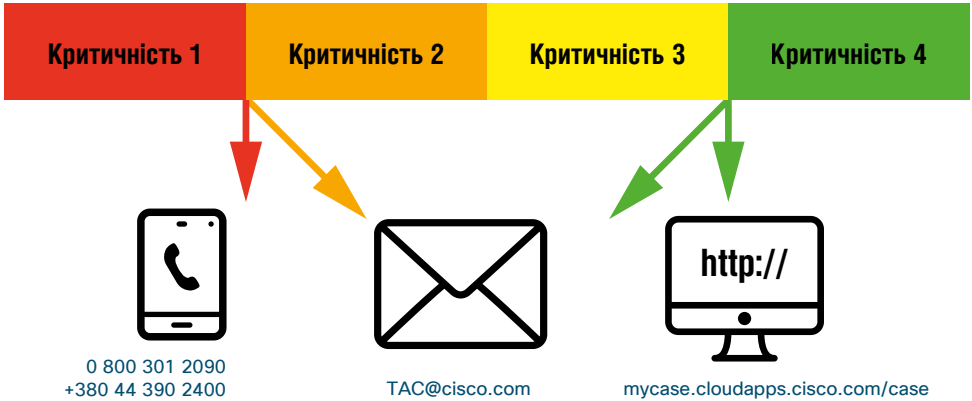 Критичність 1
Критичність 2
Критичність 3
Критичність 4
http://
0 800 301 2090
+380 44 390 2400
TAC@cisco.com
mycase.cloudapps.cisco.com/case